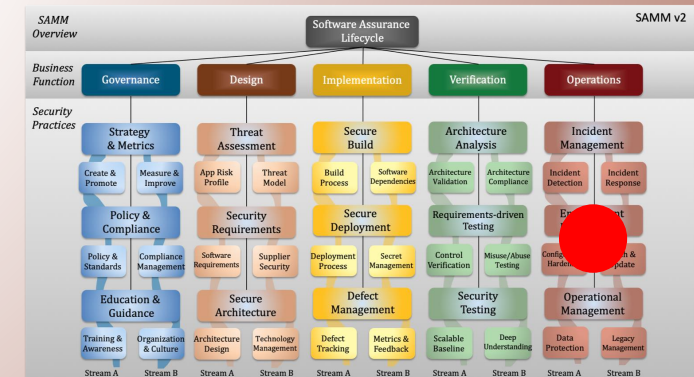 SAMM
Overview
Software Assurance
Lifecycle
SAMM v2
Business
Function
Governance
Design
Implementation
Verification
Operations
Security
Practices
Strategy
& Metrics
Threat
Assessment
Secure
Build
Architecture
Analysis
Incident
Management
Create &
Promote
Measure &
Improve
App Risk
Profile
Threat
Model
Build
Process
Software
Dependencies
Architecture
Validation
Architecture
Compliance
Incident
Detection
Incident
Response
Policy &
Compliance
Security
Requirements
Secure
Deployment
Requirements-driven
Testing
Policy &
Standards
Compliance
Management
Software
Requirements
Supplier
Security
Deployment
Process
Secret
Management
Control
Verification
Misuse/Abuse
Testing
Education &
Guidance
Secure
Architecture
Defect
Management
Security
Testing
Operational
Management
Training &
Awareness
Organization
& Culture
Architecture
Design
Technology
Management
Defect
Tracking
Metrics &
Feedback
Scalable
Baseline
Deep
Understanding
Data
Protection
Legacy
Management
Stream A Stream B Stream A Stream B Stream A Stream B Stream A Stream B Stream A Stream B